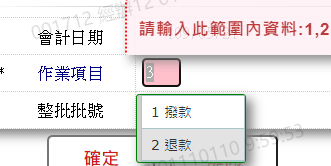 請輸入此範圍內資料:1,2
會計日期
* 作業項目 3
整批批號
1 撥款
2 退款
確定